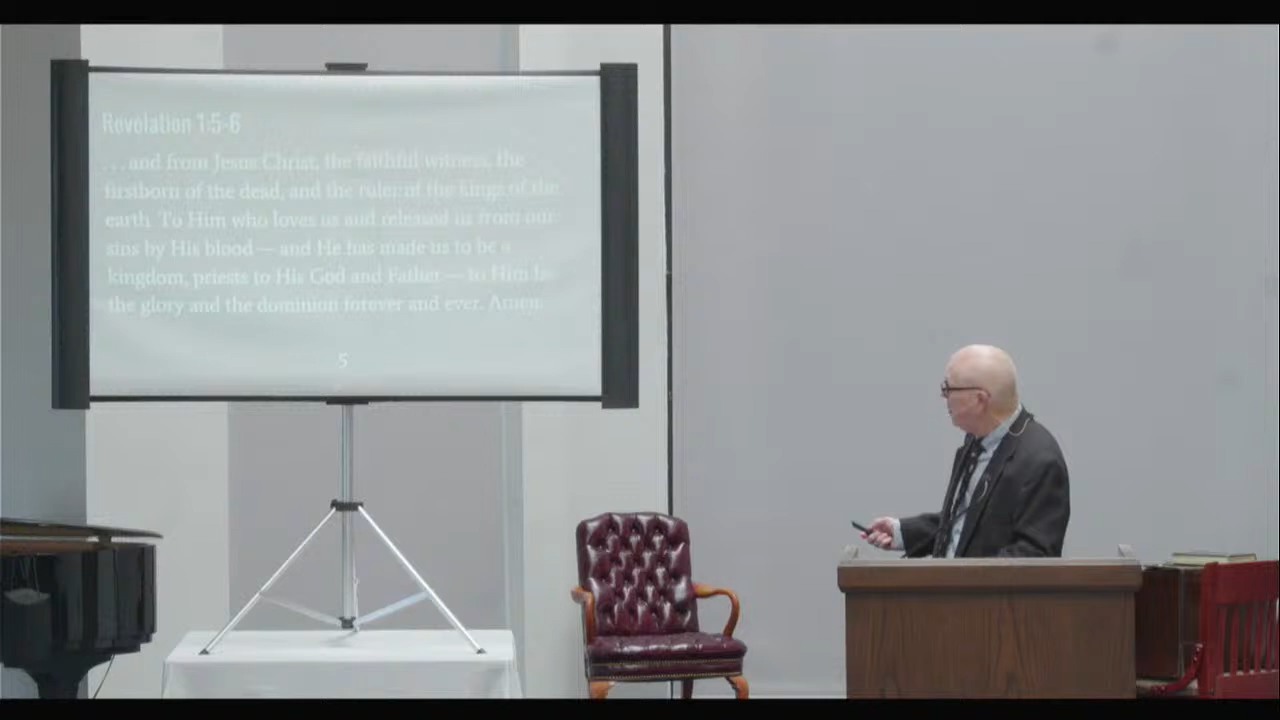 Revelation 1:5-6
. . . and from Jesus Christ, the faithful witness, the
firstborn of the dead, and the ruler of the kings of the
earth. To Him who loves us and released us from our
sins by His blood — and He has made us to be a
kingdom, priests to His God and Father — to Him be
the glory and the dominion forever and ever. Amen.
5